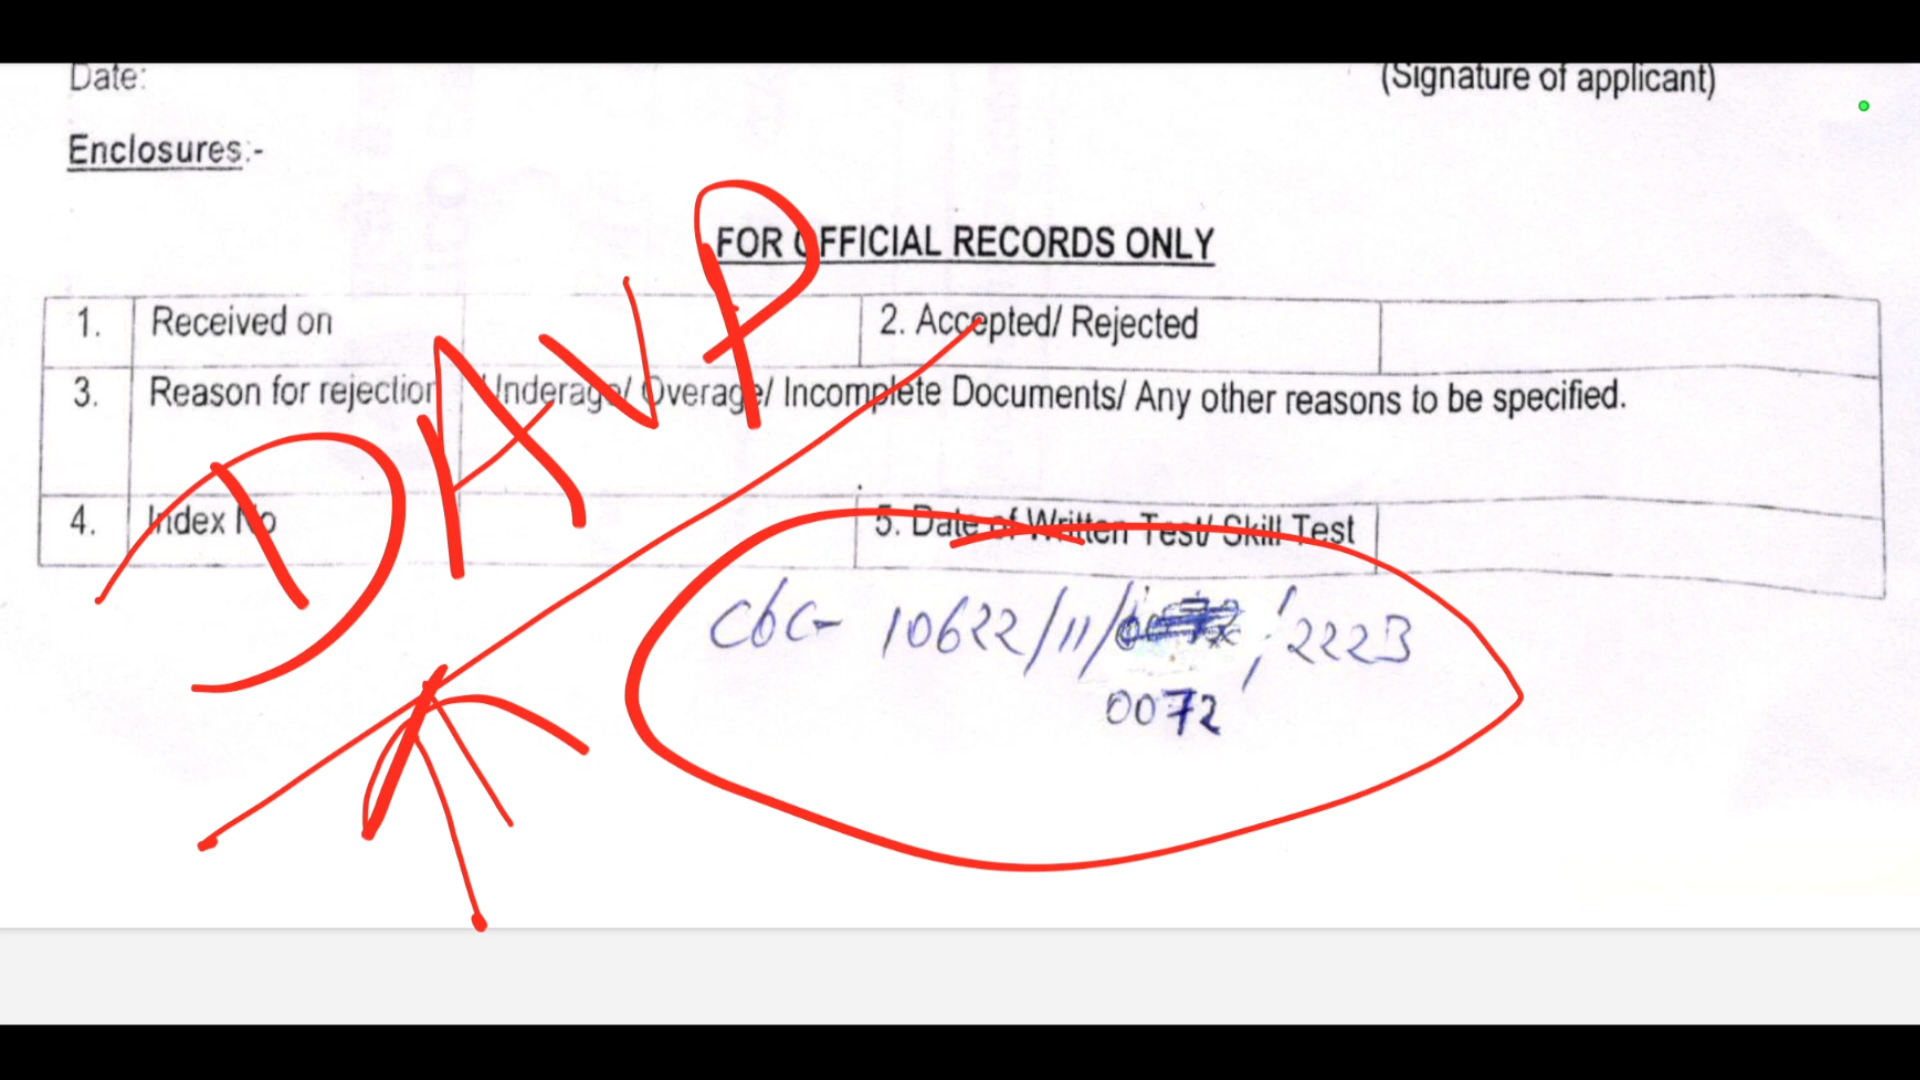 Date:
(Signature of applicant)
Enclosures:-
FOR OFFICIAL RECORDS ONLY
1. Received on
2. Accepted/ Rejected
3. Reason for rejection Underage/ Overage/ Incomplete Documents/ Any other reasons to be specified.
4. Index No
5. Date of Written Test/ Skill Test
DAVP
CbC- 10622/11/ /2223
0072